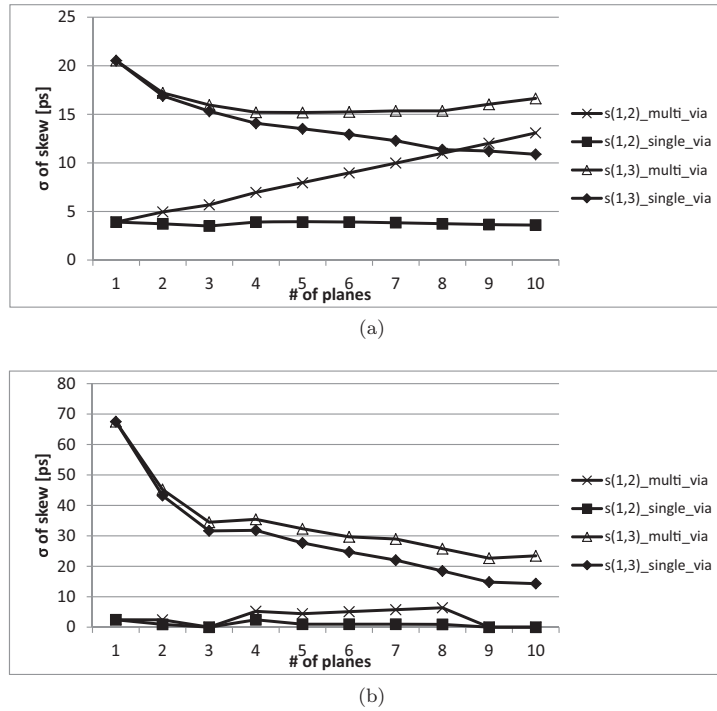 25
20
15
10
5
0
σ of skew [ps]
1 2 3 4 5 6 7 8 9 10
# of planes
s(1,2)_multi_via
s(1,2)_single_via
s(1,3)_multi_via
s(1,3)_single_via
(a)
80
70
60
50
40
30
20
10
0
σ of skew [ps]
1 2 3 4 5 6 7 8 9 10
# of planes
s(1,2)_multi_via
s(1,2)_single_via
s(1,3)_multi_via
s(1,3)_single_via
(b)